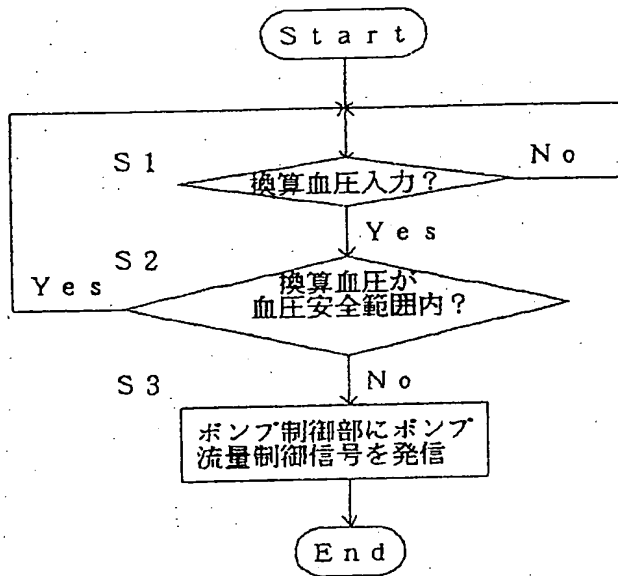 Start
S1
換算血圧入力?
No
Yes
S2
換算血圧が
血圧安全範囲内?
Yes
No
S3
ポンプ制御部にポンプ
流量制御信号を発信
End